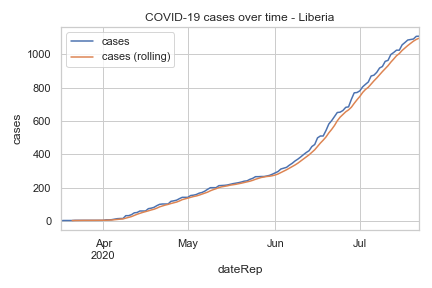 COVID-19 cases over time - Liberia
cases
cases (rolling)
1000
800
600
400
200
0
cases
Apr
2020
May
Jun
Jul
dateRep